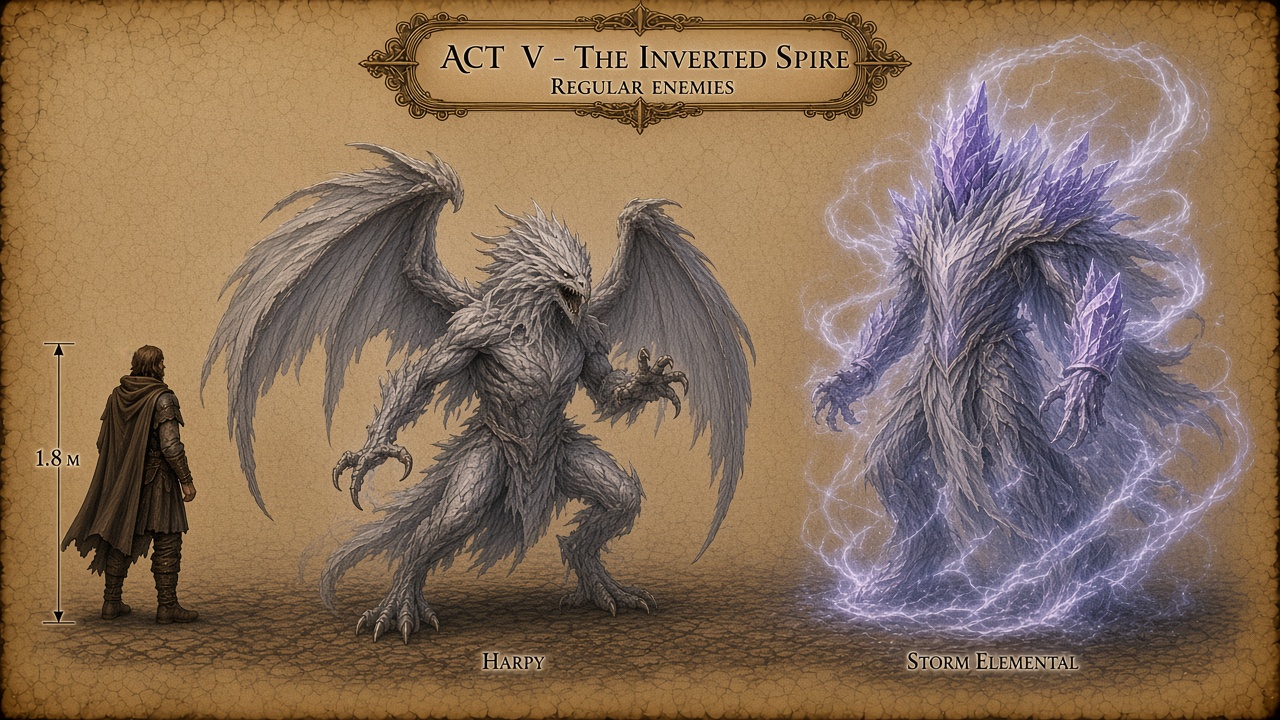 ACT V – THE INVERTED SPIRE
REGULAR ENEMIES
1.8 M
HARPY
STORM ELEMENTAL